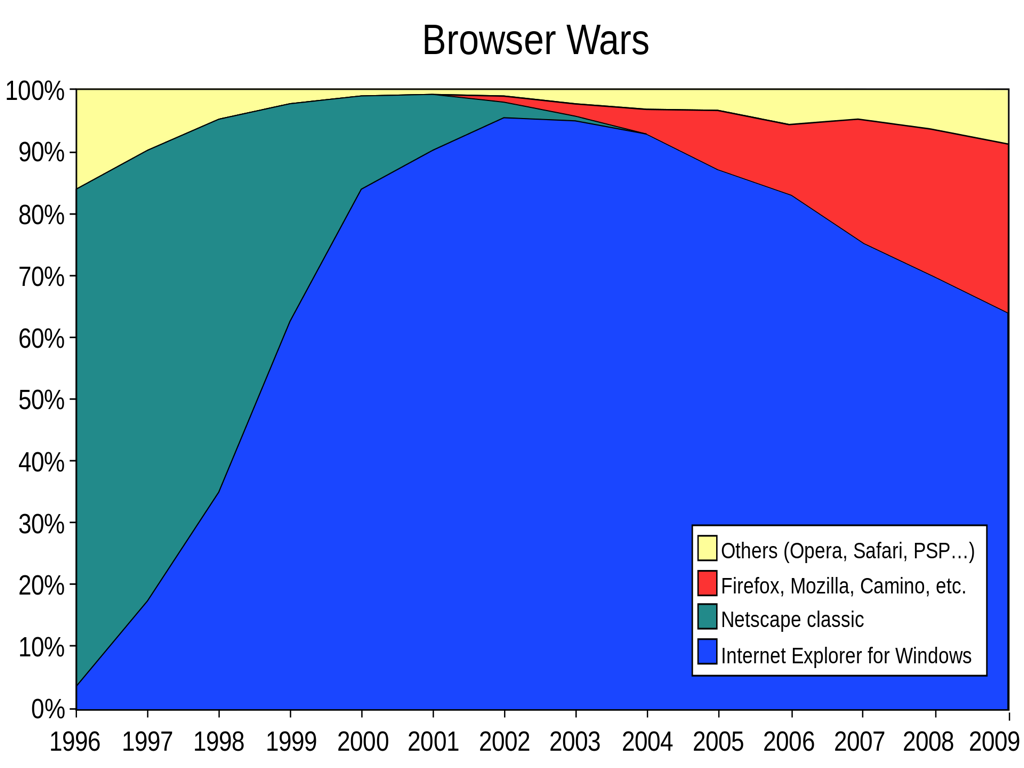 Browser Wars
100%
90%
80%
70%
60%
50%
40%
30%
20%
10%
0%
Others (Opera, Safari, PSP…)
Firefox, Mozilla, Camino, etc.
Netscape classic
Internet Explorer for Windows
1996 1997 1998 1999 2000 2001 2002 2003 2004 2005 2006 2007 2008 2009